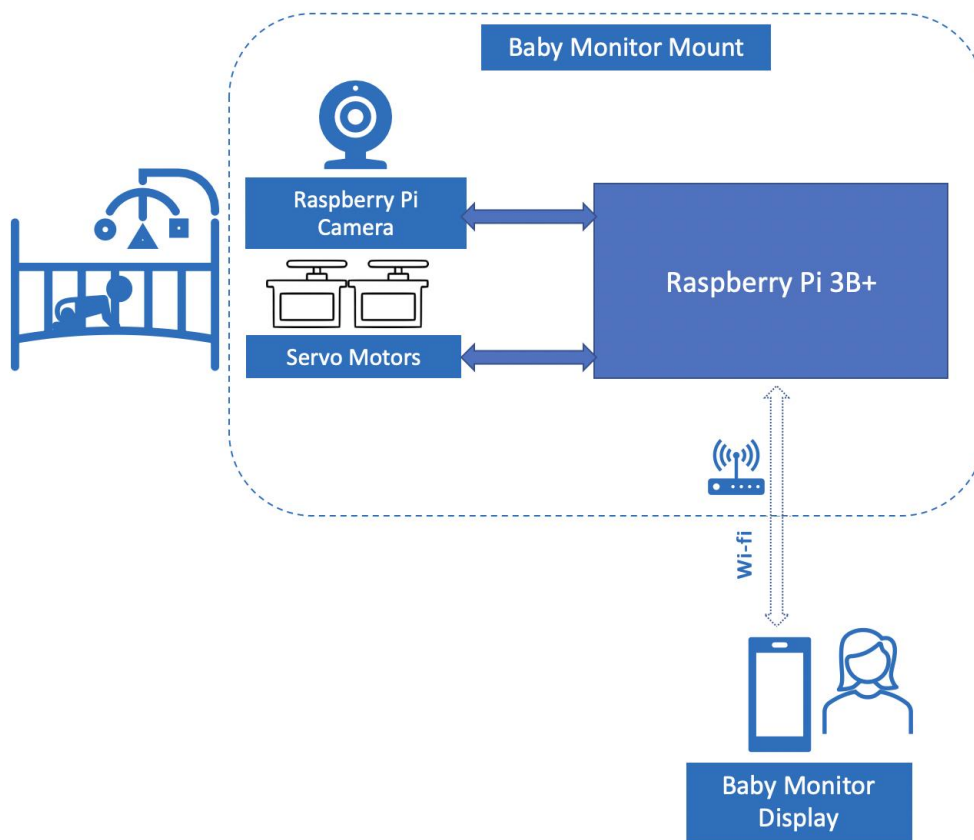 Baby Monitor Mount
Raspberry Pi
Camera
Raspberry Pi 3B+
Servo Motors
Wi-fi
Baby Monitor
Display